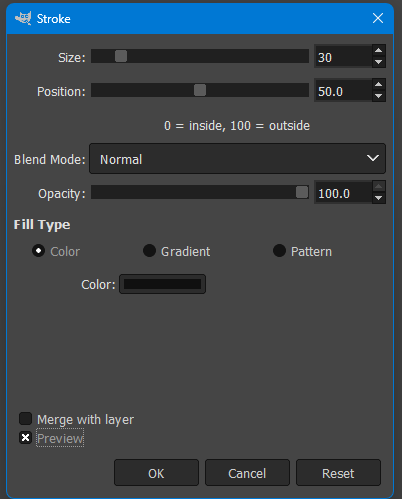 Stroke
Size: 30
Position: 50.0
0 = inside, 100 = outside
Blend Mode: Normal
Opacity: 100.0
Fill Type
Color Gradient Pattern
Color:
Merge with layer
Preview
OK Cancel Reset